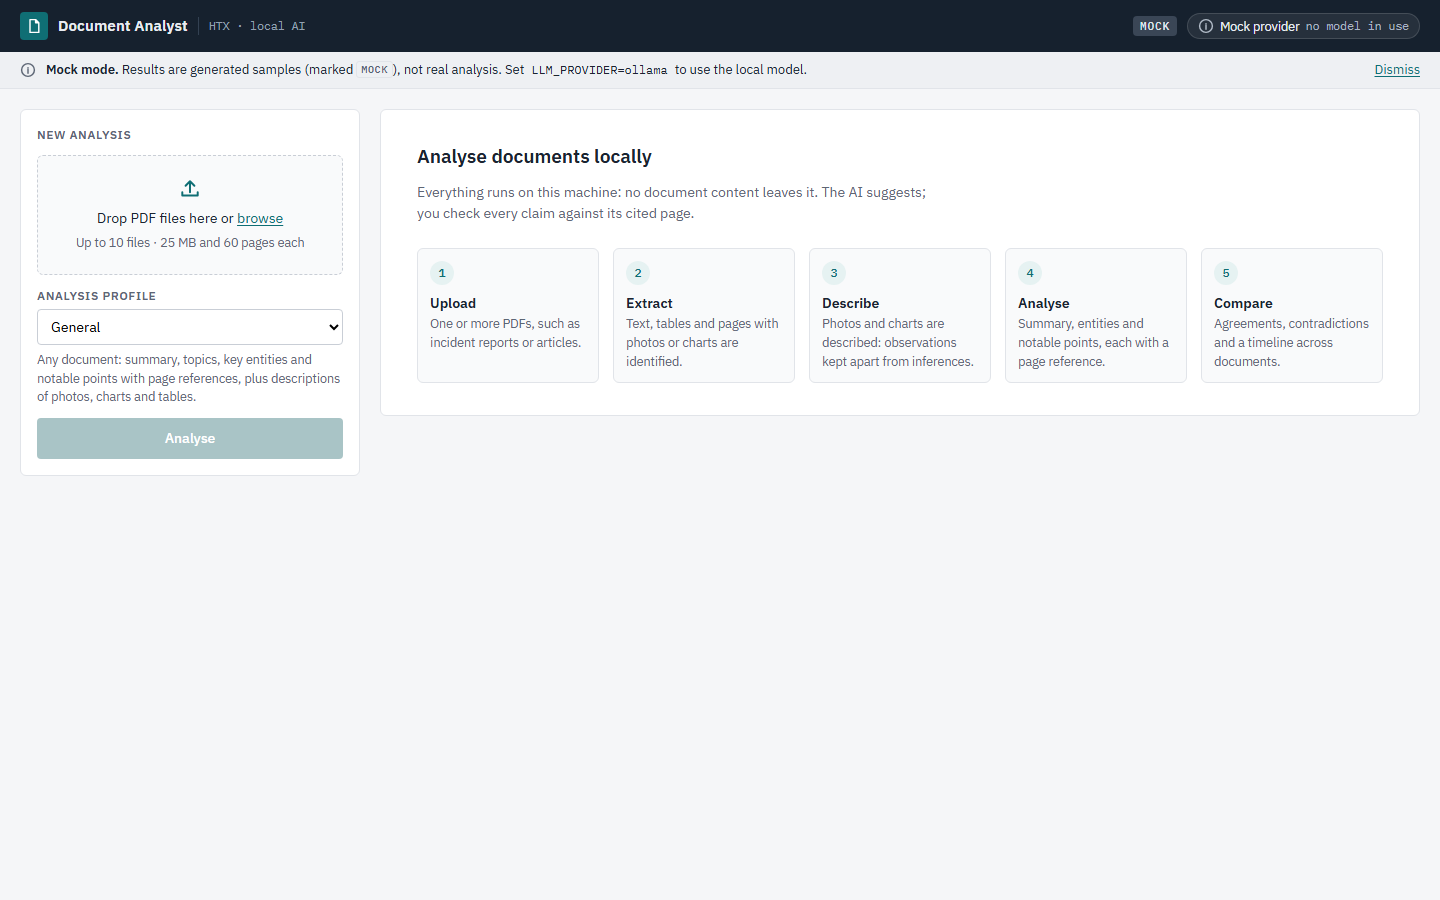 Document Analyst
HTX · local AI
MOCK
Mock provider no model in use
Mock mode. Results are generated samples (marked MOCK), not real analysis. Set LLM_PROVIDER=ollama to use the local model.
Dismiss
NEW ANALYSIS
Drop PDF files here or browse
Up to 10 files · 25 MB and 60 pages each
ANALYSIS PROFILE
General
Any document: summary, topics, key entities and
notable points with page references, plus descriptions
of photos, charts and tables.
Analyse
Analyse documents locally
Everything runs on this machine: no document content leaves it. The AI suggests;
you check every claim against its cited page.
1
Upload
One or more PDFs, such as
incident reports or articles.
2
Extract
Text, tables and pages with
photos or charts are
identified.
3
Describe
Photos and charts are
described: observations
kept apart from inferences.
4
Analyse
Summary, entities and
notable points, each with a
page reference.
5
Compare
Agreements, contradictions
and a timeline across
documents.